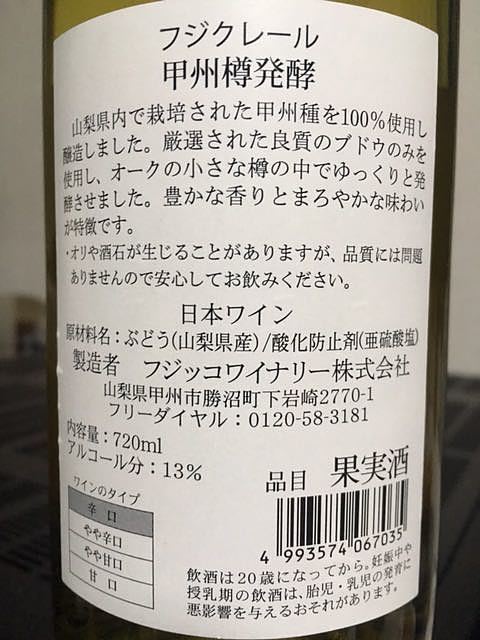 フジクレール
甲州樽発酵
山梨県内で栽培された甲州種を100%使用し
醸造しました。厳選された良質のブドウのみを
使用し、オークの小さな樽の中でゆっくりと発
酵させました。豊かな香りとまろやかな味わい
が特徴です。
・オリや酒石が生じることがありますが、品質には問題
ありませんので安心してお飲みください。
日本ワイン
原材料名：ぶどう(山梨県産)/酸化防止剤(亜硫酸塩)
製造者　フジッコワイナリー株式会社
山梨県甲州市勝沼町下岩崎2770-1
フリーダイヤル：0120-58-3181
内容量：720ml
アルコール分：13%
品目　果実酒
ワインのタイプ
辛口
やや辛口
やや甘口
甘口
4 993574 067035
飲酒は20歳になってから。妊娠中や
授乳期の飲酒は、胎児・乳児の発育に
悪影響を与えるおそれがあります。